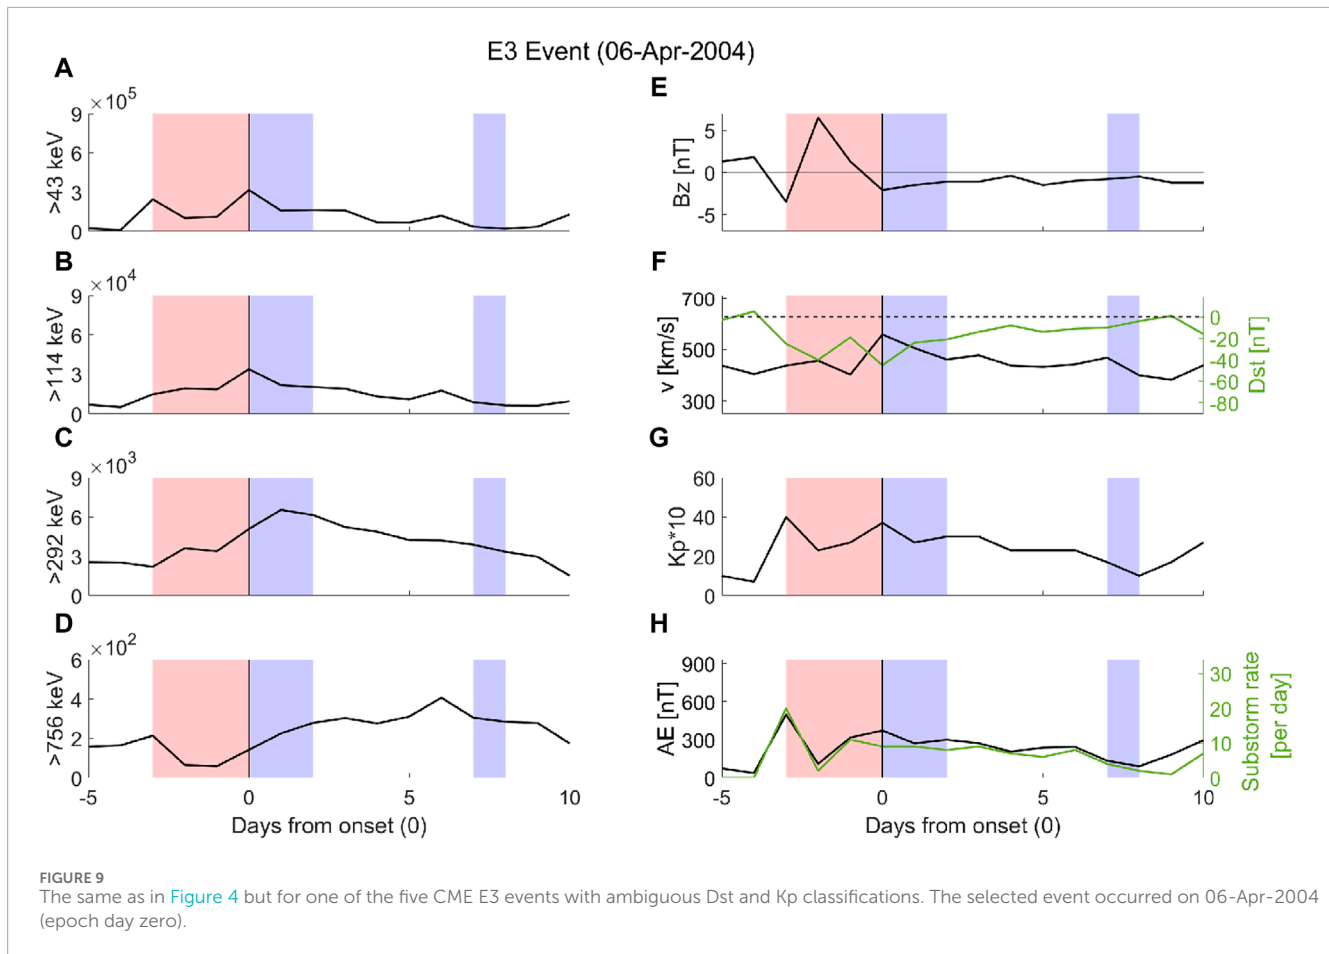 E3 Event (06-Apr-2004)
A
×10^5
9
6
3
0
>43 keV
B
×10^4
9
6
3
0
>114 keV
C
×10^3
9
6
3
0
>292 keV
D
×10^2
6
4
2
0
>756 keV
-5 0 5 10
Days from onset (0)
E
5
0
-5
Bz [nT]
F
700
500
300
v [km/s]
0
-20
-40
-60
-80
Dst [nT]
G
60
40
20
0
Kp*10
H
900
600
300
0
AE [nT]
30
20
10
0
Substorm rate
[per day]
-5 0 5 10
Days from onset (0)
FIGURE 9
The same as in Figure 4 but for one of the five CME E3 events with ambiguous Dst and Kp classifications. The selected event occurred on 06-Apr-2004
(epoch day zero).